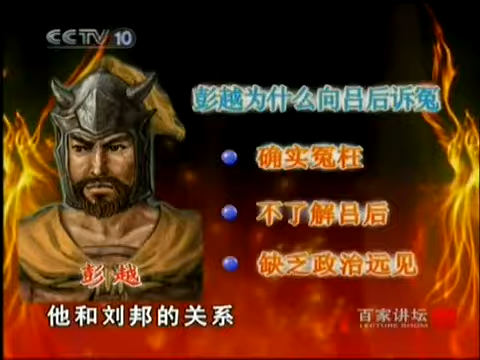 CCTV 10
彭越为什么向吕后诉冤
确实冤枉
不了解吕后
缺乏政治远见
彭越
他和刘邦的关系
百家讲坛
LECTURE ROOM